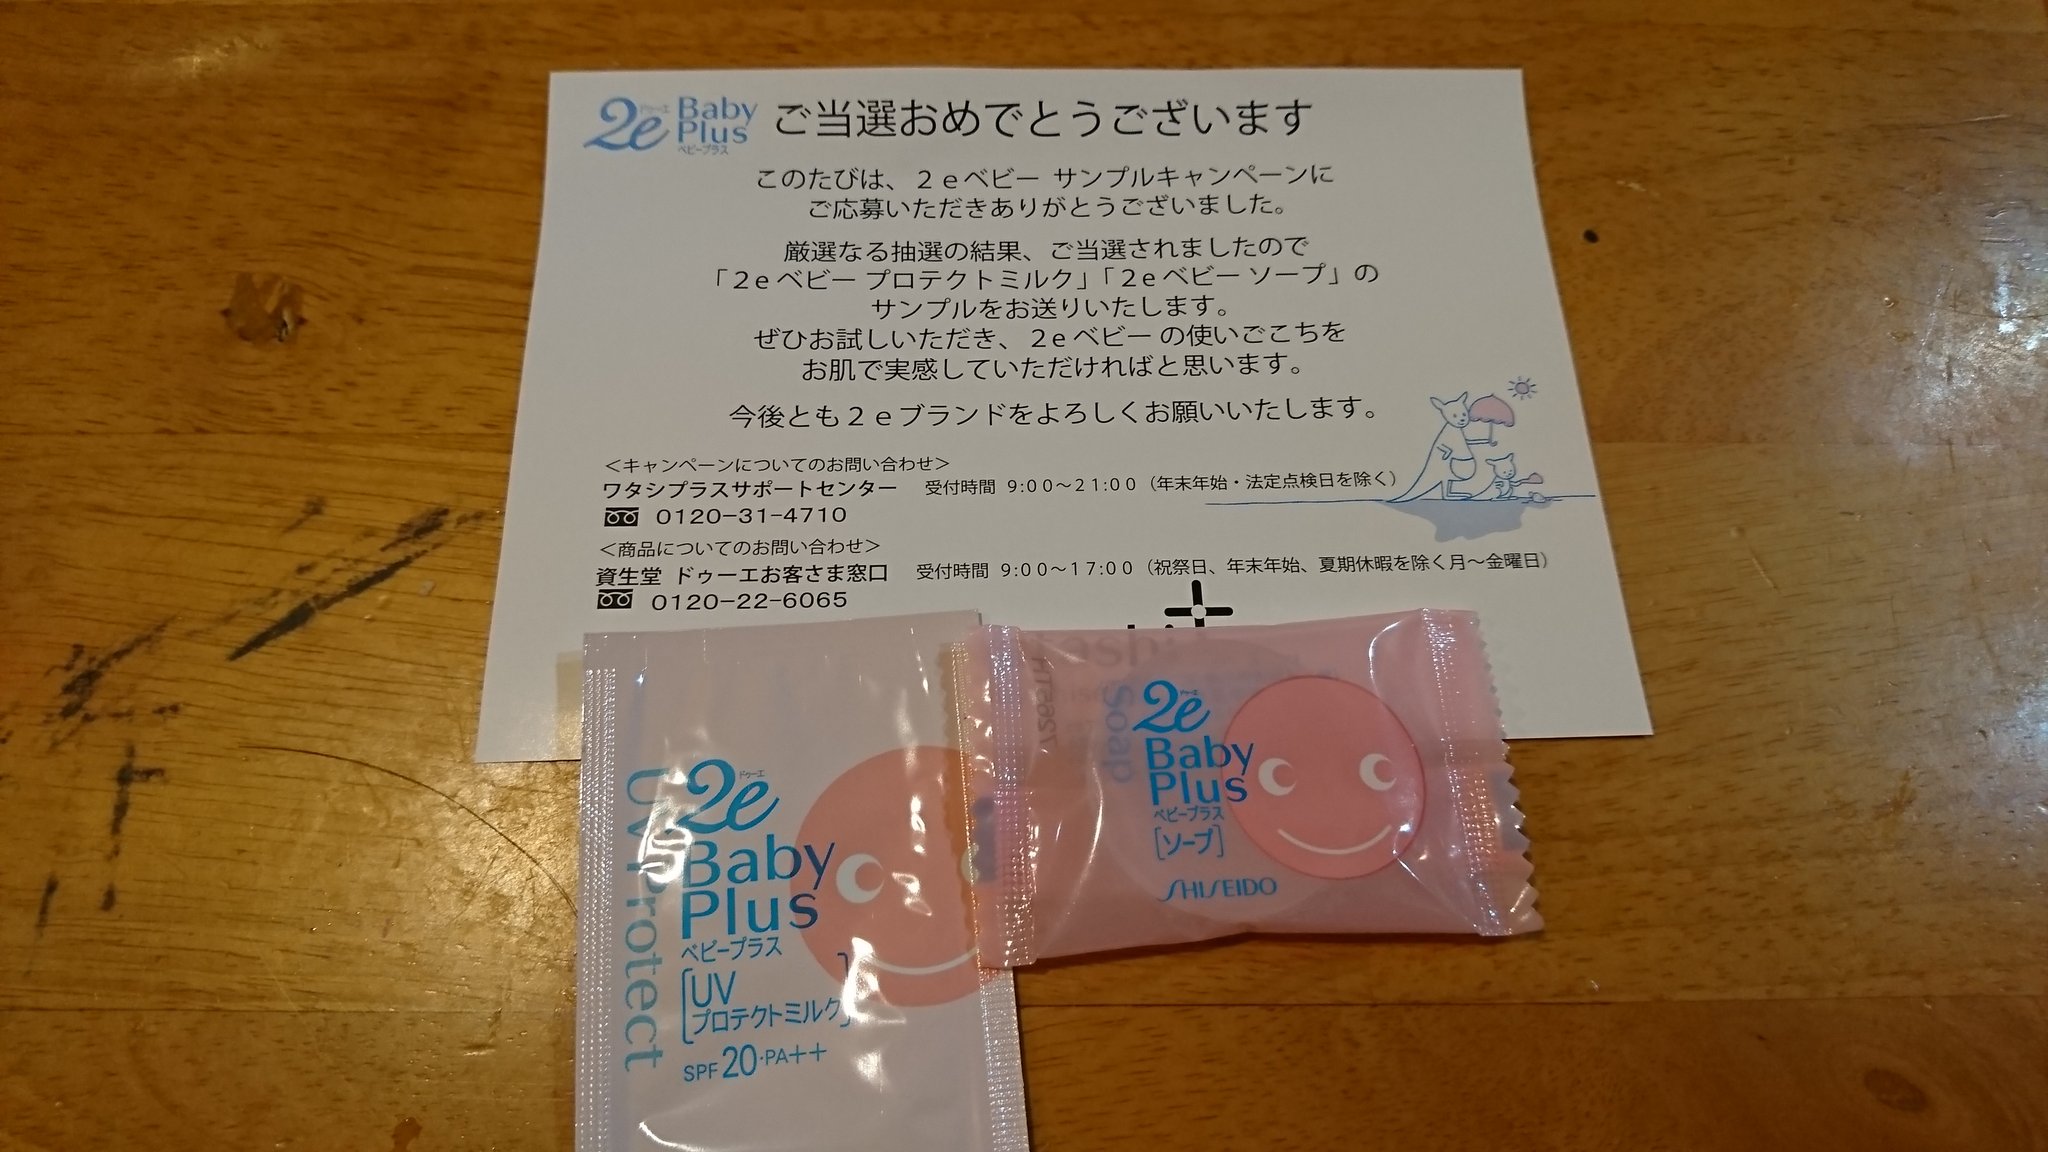 2e ドゥーエ Baby Plus ベビープラス ご当選おめでとうございます
このたびは、２ｅベビー サンプルキャンペーンに
ご応募いただきありがとうございました。
厳選なる抽選の結果、ご当選されましたので
「２e ベビー プロテクトミルク」「２e ベビー ソープ」の
サンプルをお送りいたします。
ぜひお試しいただき、２e ベビー の使いごこちを
お肌で実感していただければと思います。
今後とも２ｅブランドをよろしくお願いいたします。
＜キャンペーンについてのお問い合わせ＞
ワタシプラスサポートセンター 受付時間 9:00～21:00（年末年始・法定点検日を除く）
0120-31-4710
＜商品についてのお問い合わせ＞
資生堂 ドゥーエお客さま窓口 受付時間 9:00～17:00（祝祭日、年末年始、夏期休暇を除く月～金曜日）
0120-22-6065
UV Protect
2e ドゥーエ
Baby
Plus
ベビープラス
[UV
プロテクトミルク]
SPF20・PA++
Soap
2e ドゥーエ
Baby
Plus
ベビープラス
[ソープ]
SHISEIDO